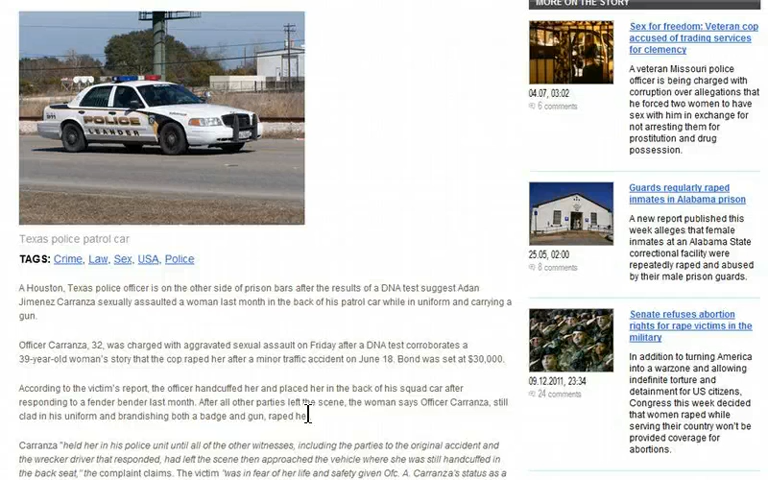 POLICE
LEANDER
Texas police patrol car
TAGS: Crime, Law, Sex, USA, Police
A Houston, Texas police officer is on the other side of prison bars after the results of a DNA test suggest Adan
Jimenez Carranza sexually assaulted a woman last month in the back of his patrol car while in uniform and carrying a
gun.
Officer Carranza, 32, was charged with aggravated sexual assault on Friday after a DNA test corroborates a
39-year-old woman's story that the cop raped her after a minor traffic accident on June 18. Bond was set at $30,000.
According to the victim's report, the officer handcuffed her and placed her in the back of his squad car after
responding to a fender bender last month. After all other parties left the scene, the woman says Officer Carranza, still
clad in his uniform and brandishing both a badge and gun, raped he
Carranza "held her in his police unit until all of the other witnesses, including the parties to the original accident and
the wrecker driver that responded, had left the scene then approached the vehicle where she was still handcuffed in
the back seat," the complaint claims. The victim "was in fear of her life and safety given Ofc. A. Carranza's status as a
MORE ON THE STORY
Sex for freedom: Veteran cop
accused of trading services
for clemency
04.07, 03:02
6 comments
A veteran Missouri police
officer is being charged with
corruption over allegations that
he forced two women to have
sex with him in exchange for
not arresting them for
prostitution and drug
possession.
Guards regularly raped
inmates in Alabama prison
25.05, 02:00
8 comments
A new report published this
week alleges that female
inmates at an Alabama State
correctional facility were
repeatedly raped and abused
by their male prison guards.
Senate refuses abortion
rights for rape victims in the
military
09.12.2011, 23:34
24 comments
In addition to turning America
into a warzone and allowing
indefinite torture and
detainment for US citizens,
Congress this week decided
that women raped while
serving their country won't be
provided coverage for
abortions.